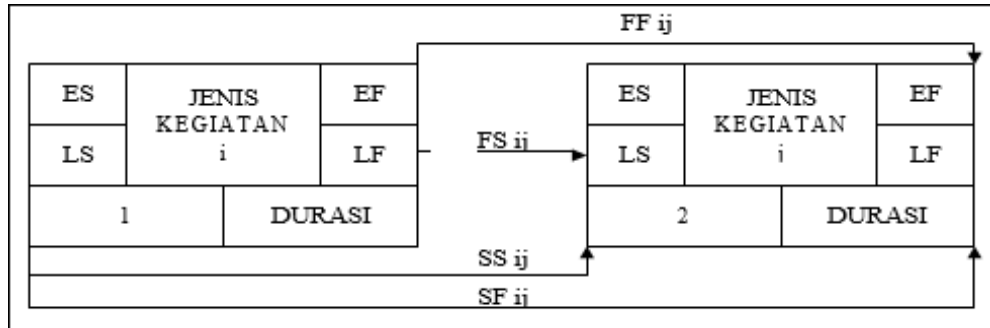 FF ij
ES
JENIS
KEGIATAN
i
EF
LS
LF
1
DURASI
FS ij
ES
JENIS
KEGIATAN
j
EF
LS
LF
2
DURASI
SS ij
SF ij